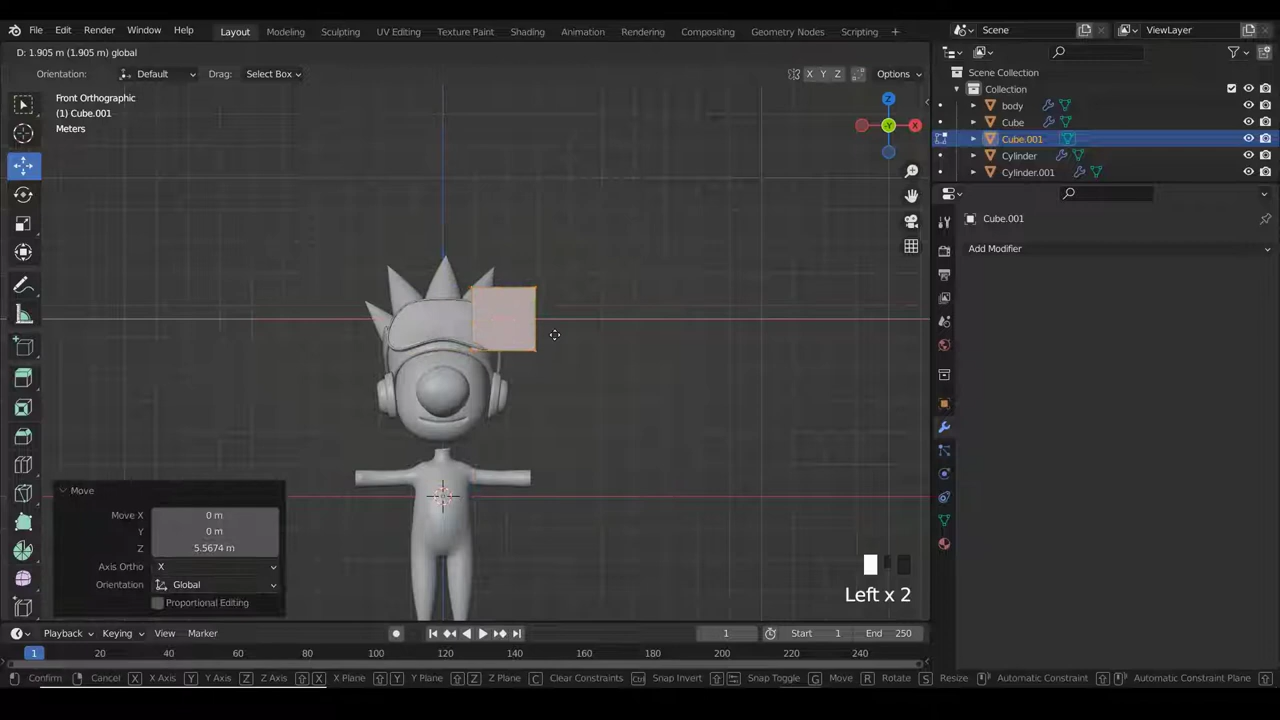 File Edit Render Window Help Layout Modeling Sculpting UV Editing Texture Paint Shading Animation Rendering Compositing Geometry Nodes Scripting Scene ViewLayer
D: 1.905 m (1.905 m) global
Orientation: Default Drag: Select Box X Y Z Options
Front Orthographic
(1) Cube.001
Meters
Z
-Y X
Scene Collection
Collection
body
Cube
Cube.001
Cylinder
Cylinder.001
Cube.001
Add Modifier
Move
Move X 0 m
Y 0 m
Z 5.5674 m
Axis Ortho X
Orientation Global
Proportional Editing
Left x 2
Playback Keying View Marker 1 Start 1 End 250
1 20 40 60 80 100 120 140 160 180 200 220 240
Confirm Cancel X X Axis Y Y Axis Z Z Axis X X Plane Y Y Plane Z Z Plane C Clear Constraints Ctrl Snap Invert Snap Toggle G Move R Rotate S Resize Automatic Constraint Automatic Constraint Plane